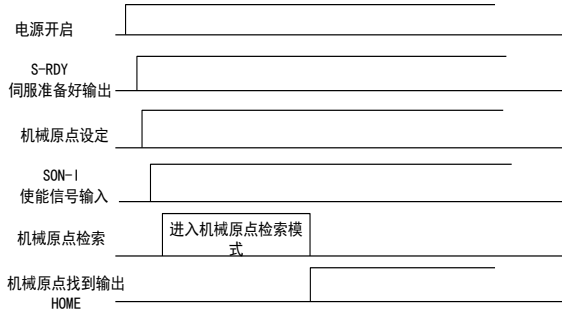 电源开启
S-RDY
伺服准备好输出
机械原点设定
SON-I
使能信号输入
机械原点检索
进入机械原点检索模
式
机械原点找到输出
HOME